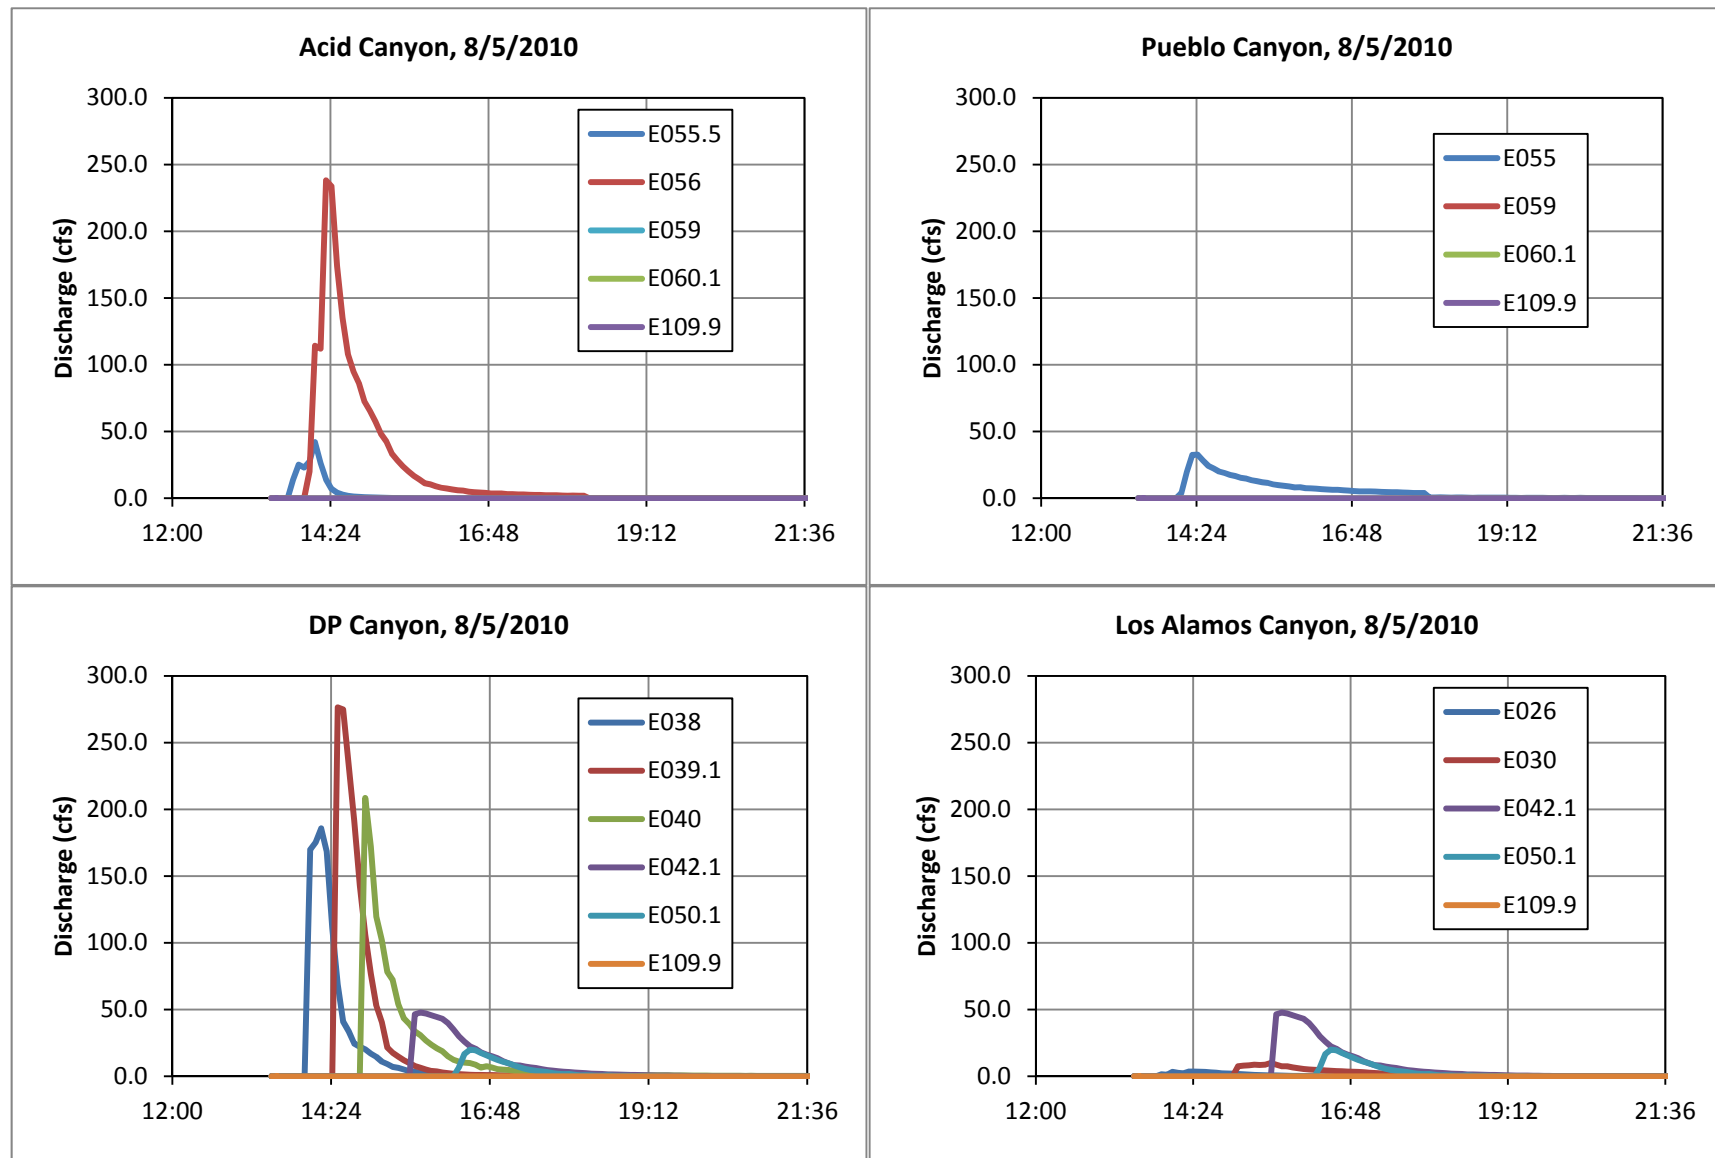 Acid Canyon, 8/5/2010
Discharge (cfs)
300.0
250.0
200.0
150.0
100.0
50.0
0.0
12:00 14:24 16:48 19:12 21:36
E055.5
E056
E059
E060.1
E109.9
Pueblo Canyon, 8/5/2010
Discharge (cfs)
300.0
250.0
200.0
150.0
100.0
50.0
0.0
12:00 14:24 16:48 19:12 21:36
E055
E059
E060.1
E109.9
DP Canyon, 8/5/2010
Discharge (cfs)
300.0
250.0
200.0
150.0
100.0
50.0
0.0
12:00 14:24 16:48 19:12 21:36
E038
E039.1
E040
E042.1
E050.1
E109.9
Los Alamos Canyon, 8/5/2010
Discharge (cfs)
300.0
250.0
200.0
150.0
100.0
50.0
0.0
12:00 14:24 16:48 19:12 21:36
E026
E030
E042.1
E050.1
E109.9